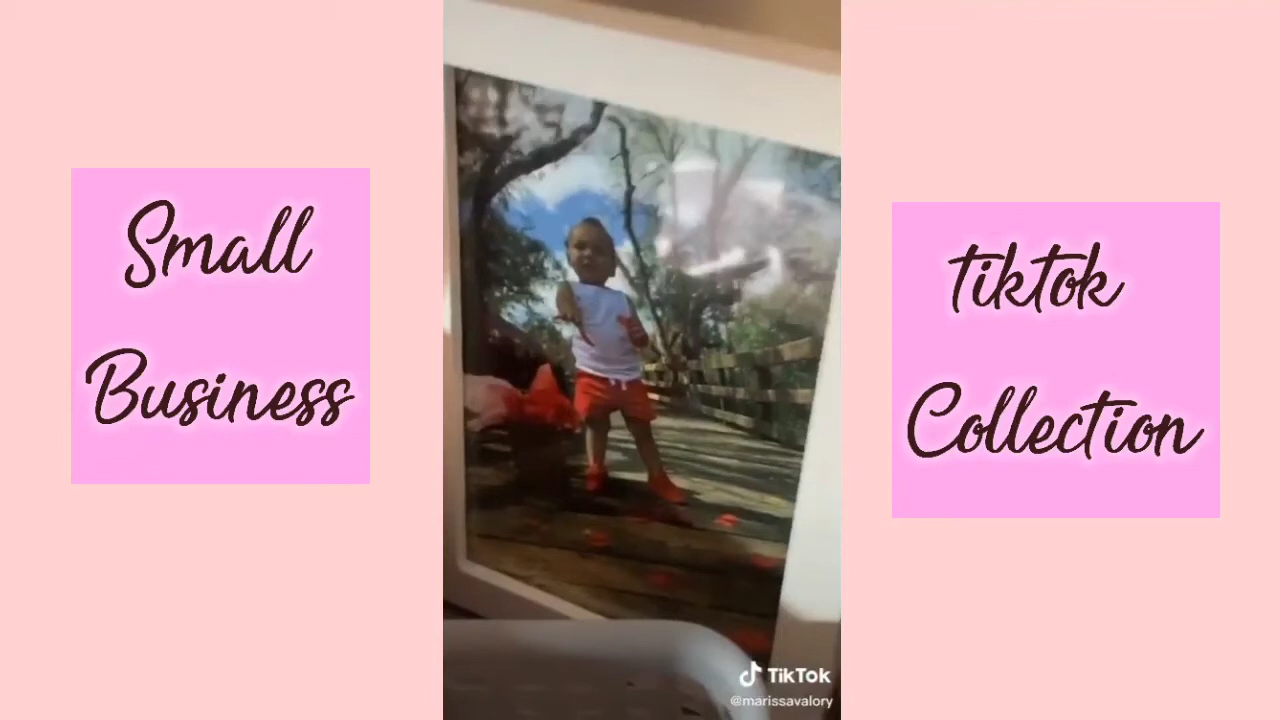 Small
Business
tiktok
Collection
TikTok
@marissavalory